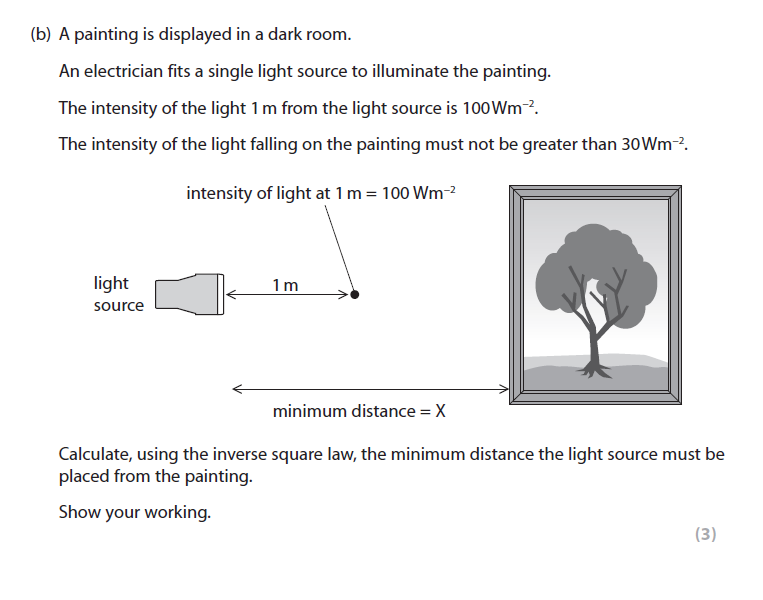 (b) A painting is displayed in a dark room.
An electrician fits a single light source to illuminate the painting.
The intensity of the light 1 m from the light source is 100 Wm⁻².
The intensity of the light falling on the painting must not be greater than 30 Wm⁻².
intensity of light at 1 m = 100 Wm⁻²
light
source
1 m
minimum distance = X
Calculate, using the inverse square law, the minimum distance the light source must be
placed from the painting.
Show your working.
(3)